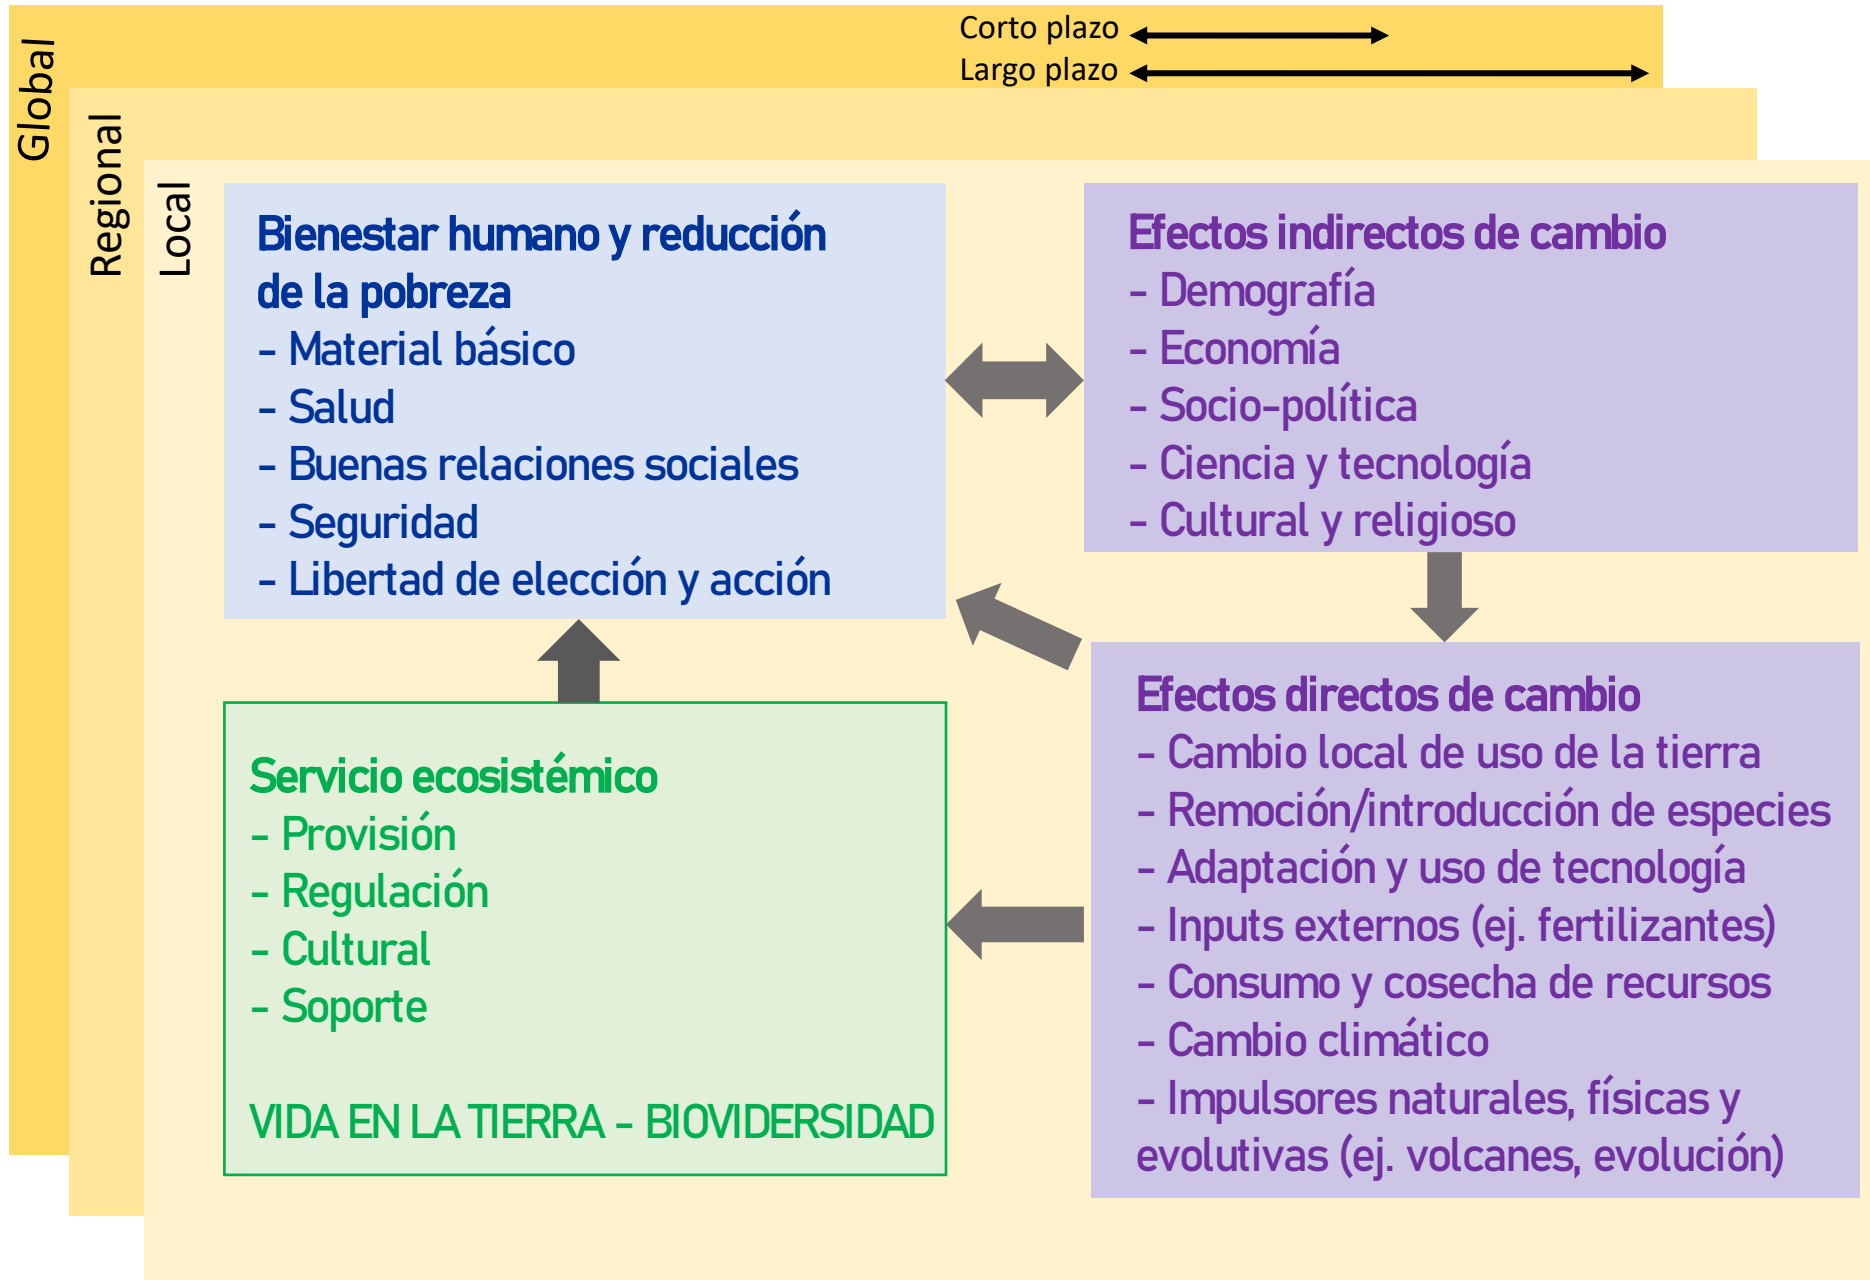 Corto plazo
Largo plazo
Global
Regional
Local
Bienestar humano y reducción
de la pobreza
- Material básico
- Salud
- Buenas relaciones sociales
- Seguridad
- Libertad de elección y acción
Efectos indirectos de cambio
- Demografía
- Economía
- Socio-política
- Ciencia y tecnología
- Cultural y religioso
Servicio ecosistémico
- Provisión
- Regulación
- Cultural
- Soporte
VIDA EN LA TIERRA - BIOVIDERSIDAD
Efectos directos de cambio
- Cambio local de uso de la tierra
- Remoción/introducción de especies
- Adaptación y uso de tecnología
- Inputs externos (ej. fertilizantes)
- Consumo y cosecha de recursos
- Cambio climático
- Impulsores naturales, físicas y
evolutivas (ej. volcanes, evolución)